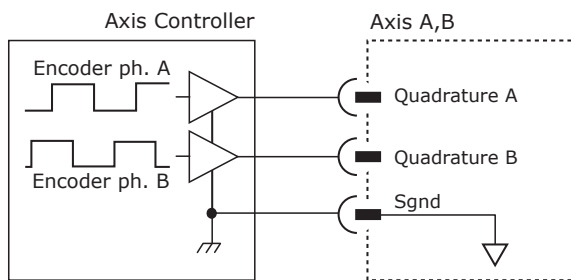 Axis Controller
Axis A,B
Encoder ph. A
Quadrature A
Quadrature B
Encoder ph. B
Sgnd